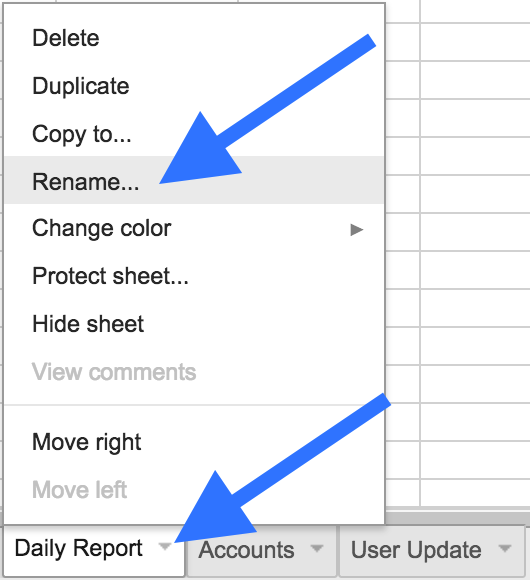 Delete
Duplicate
Copy to...
Rename...
Change color
Protect sheet...
Hide sheet
View comments
Move right
Move left
Daily Report Accounts User Update